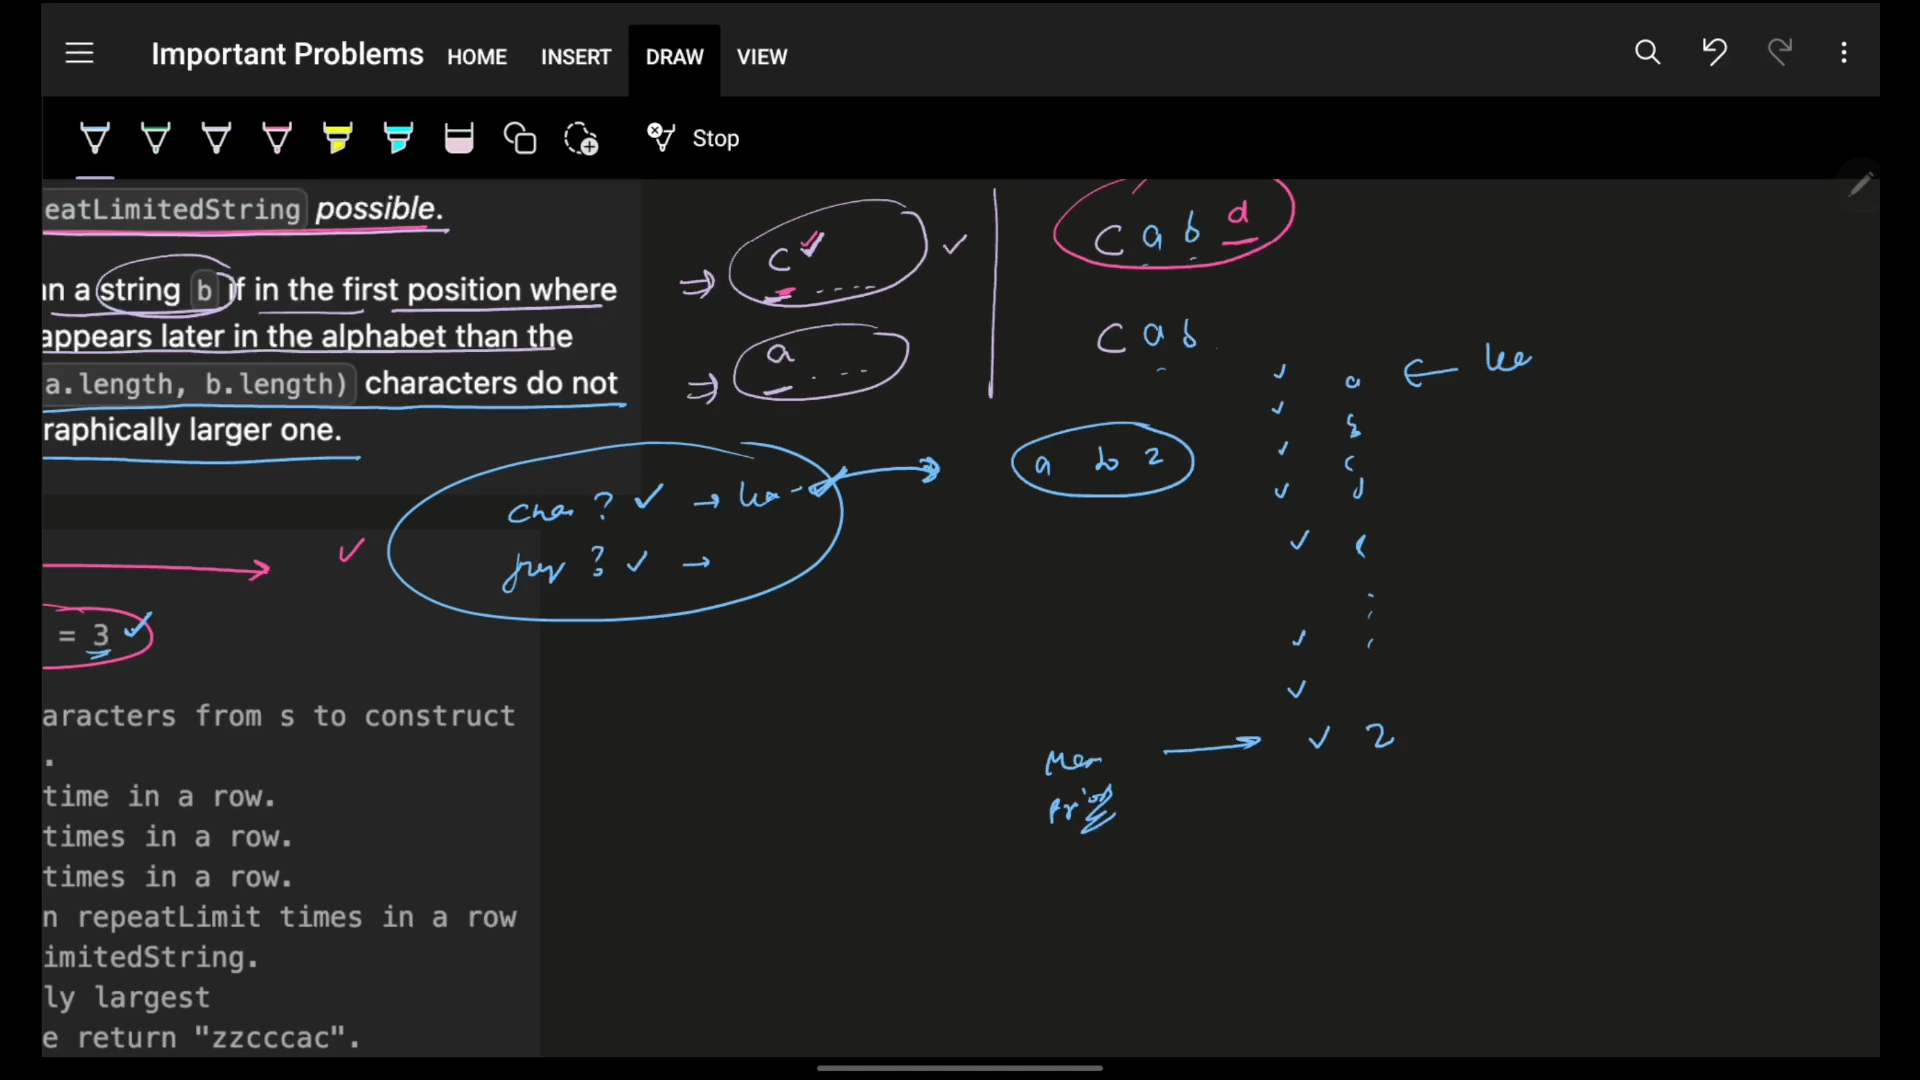 Important Problems HOME INSERT DRAW VIEW
Stop
eatLimitedString possible.
an a string b if in the first position where
appears later in the alphabet than the
a.length, b.length) characters do not
raphically larger one.
= 3
aracters from s to construct
.
time in a row.
times in a row.
times in a row.
n repeatLimit times in a row
imitedString.
ly largest
e return "zzcccac".
c
a
c a b d
c a b
a to z
?
?
a
b
c
d
e
z